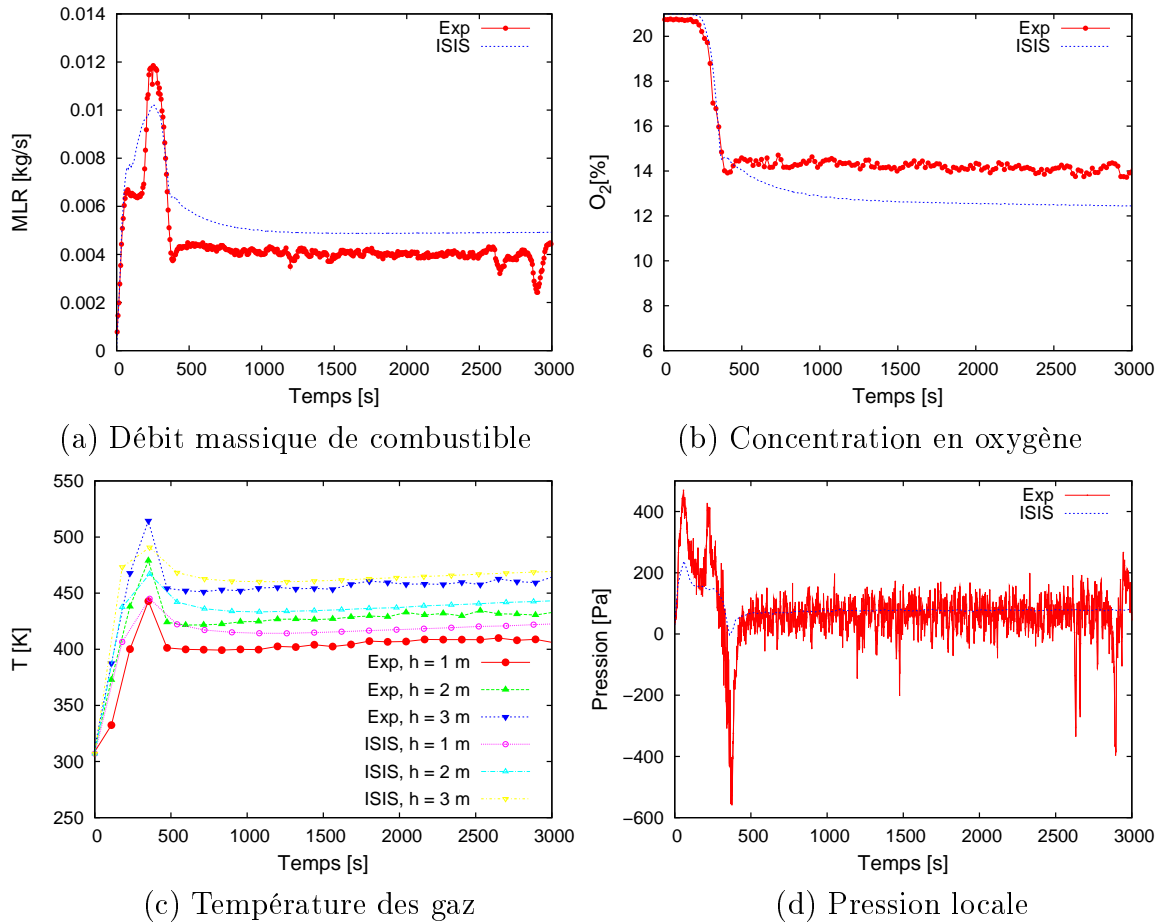 0.014
0.012
0.01
0.008
0.006
0.004
0.002
0
MLR [kg/s]
Exp
ISIS
0 500 1000 1500 2000 2500 3000
Temps [s]
(a) Débit massique de combustible
20
18
16
14
12
10
8
6
O2[%]
Exp
ISIS
0 500 1000 1500 2000 2500 3000
Temps [s]
(b) Concentration en oxygène
550
500
450
400
350
300
250
T [K]
Exp, h = 1 m
Exp, h = 2 m
Exp, h = 3 m
ISIS, h = 1 m
ISIS, h = 2 m
ISIS, h = 3 m
0 500 1000 1500 2000 2500 3000
Temps [s]
(c) Température des gaz
400
200
0
−200
−400
−600
Pression [Pa]
Exp
ISIS
0 500 1000 1500 2000 2500 3000
Temps [s]
(d) Pression locale